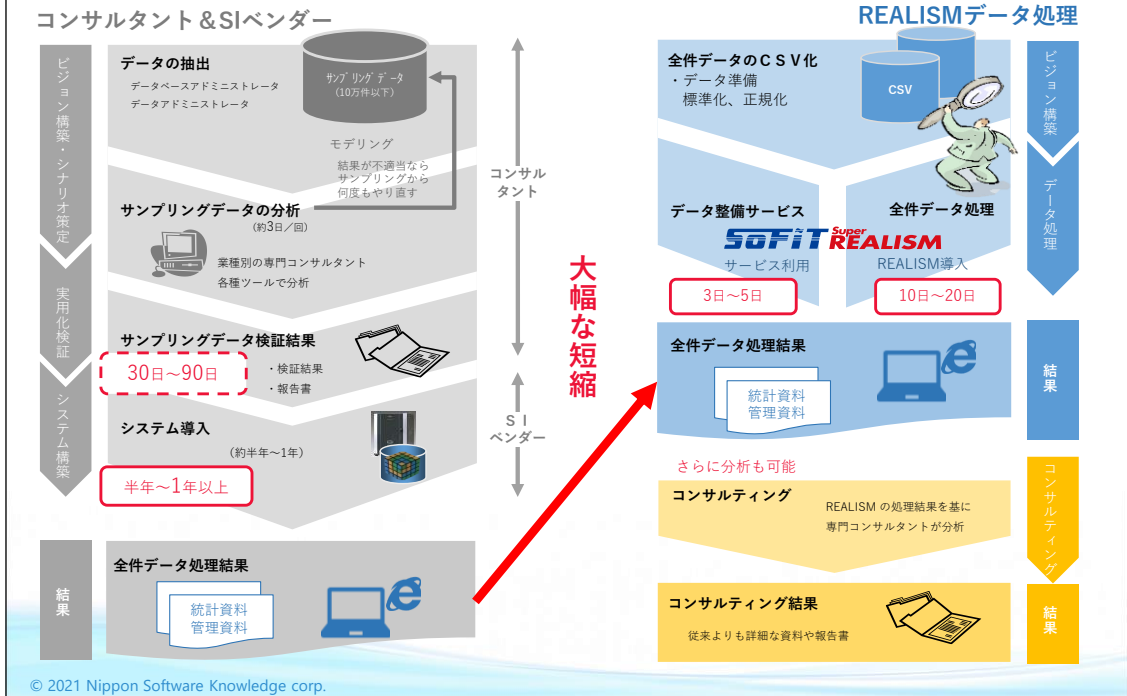 コンサルタント＆SIベンダー
ビジョン構築・シナリオ策定
実用化検証
システム構築
データの抽出
データベースアドミニストレータ
データアドミニストレータ
ｻﾝﾌﾟﾘﾝｸﾞﾃﾞｰﾀ
（10万件以下）
モデリング
結果が不適当なら
サンプリングから
何度もやり直す
サンプリングデータの分析
（約3日／回）
業種別の専門コンサルタント
各種ツールで分析
サンプリングデータ検証結果
30日～90日
・検証結果
・報告書
システム導入
（約半年～1年）
半年～1年以上
コンサル
タント
ＳＩ
ベンダー
結果
全件データ処理結果
統計資料
管理資料
大幅な短縮
REALISMデータ処理
全件データのＣＳＶ化
・データ準備
標準化、正規化
CSV
ビジョン構築
データ処理
データ整備サービス
全件データ処理
SoFiT Super REALISM
サービス利用
REALISM導入
3日～5日
10日～20日
全件データ処理結果
統計資料
管理資料
結果
さらに分析も可能
コンサルティング
REALISM の処理結果を基に
専門コンサルタントが分析
コンサルティング
コンサルティング結果
従来よりも詳細な資料や報告書
結果
© 2021 Nippon Software Knowledge corp.